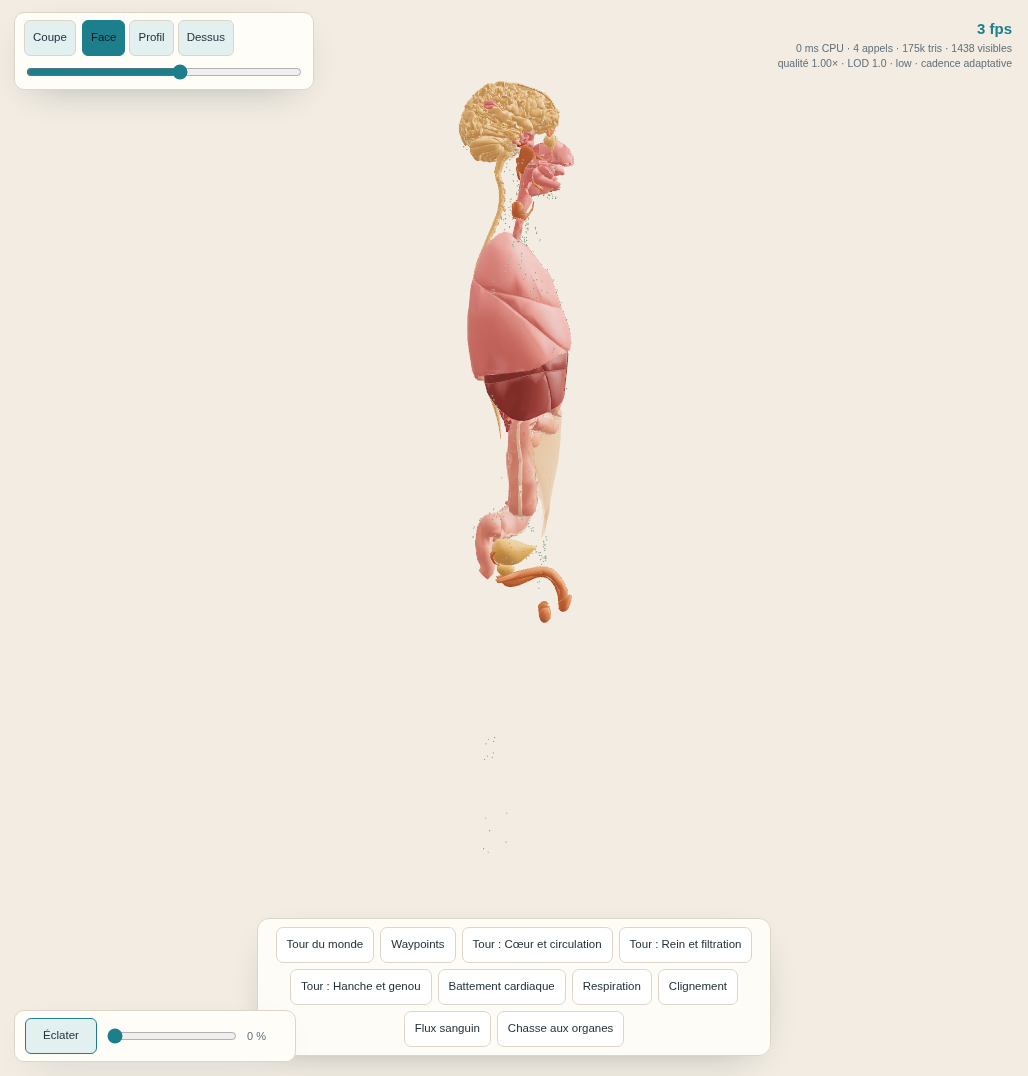 Coupe Face Profil Dessus
3 fps
0 ms CPU · 4 appels · 175k tris · 1438 visibles
qualité 1.00× · LOD 1.0 · low · cadence adaptative
Tour du monde Waypoints Tour : Cœur et circulation Tour : Rein et filtration
Tour : Hanche et genou Battement cardiaque Respiration Clignement
Flux sanguin Chasse aux organes
Éclater 0 %